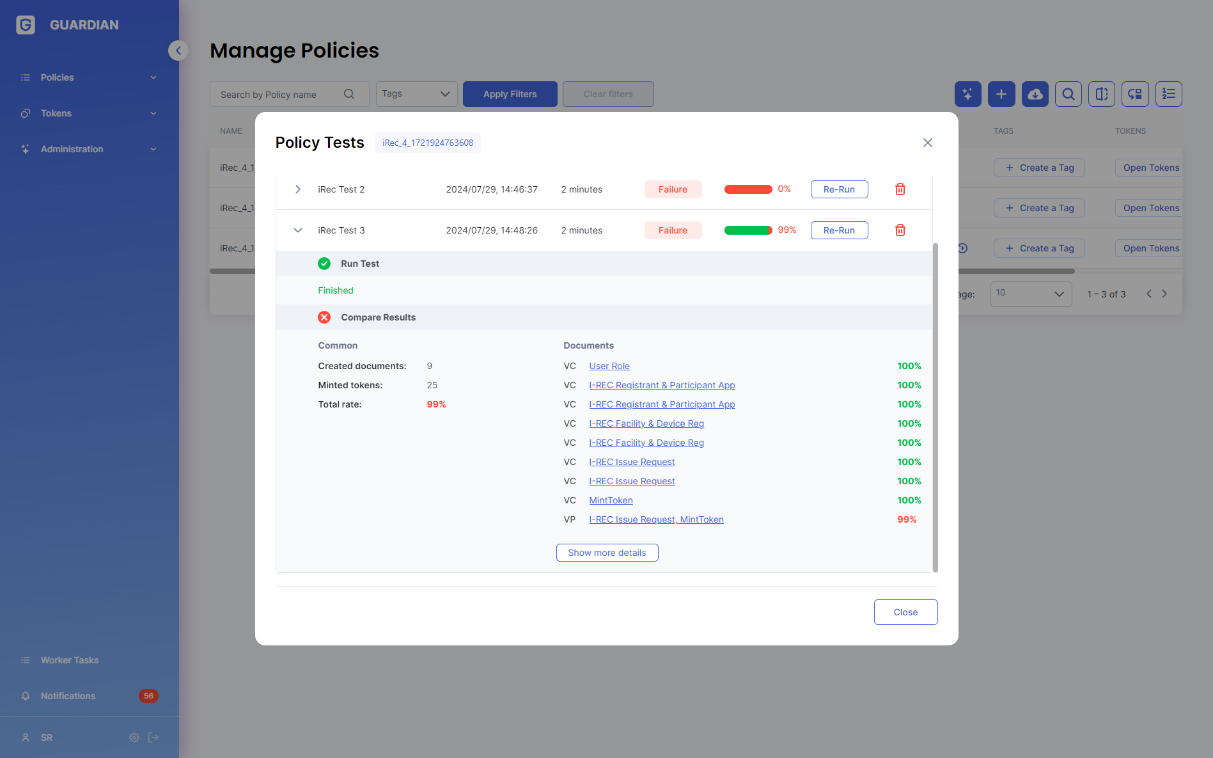 GUARDIAN
Policies
Tokens
Administration
Worker Tasks
Notifications
56
SR
Manage Policies
Search by Policy name
Tags
Apply Filters
Clear filters
NAME
TAGS
TOKENS
iRec_4_1
Create a Tag
Open Tokens
iRec_4_1
Create a Tag
Open Tokens
iRec_4_1
Create a Tag
Open Tokens
age:
10
1 – 3 of 3
Policy Tests
iRec_4_1721924763608
iRec Test 2 2024/07/29, 14:46:37 2 minutes Failure 0% Re-Run
iRec Test 3 2024/07/29, 14:48:26 2 minutes Failure 99% Re-Run
Run Test
Finished
Compare Results
Common
Created documents: 9
Minted tokens: 25
Total rate: 99%
Documents
VC User Role 100%
VC I-REC Registrant & Participant App 100%
VC I-REC Registrant & Participant App 100%
VC I-REC Facility & Device Reg 100%
VC I-REC Facility & Device Reg 100%
VC I-REC Issue Request 100%
VC I-REC Issue Request 100%
VC MintToken 100%
VP I-REC Issue Request, MintToken 99%
Show more details
Close